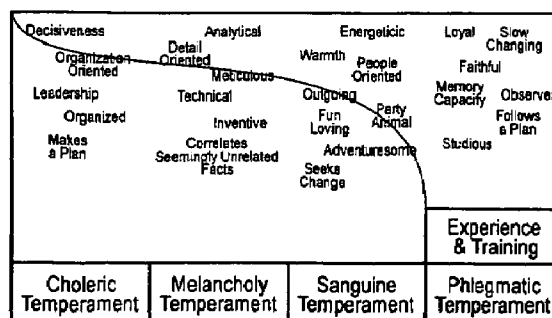 Decisiveness
Organization
Oriented
Leadership
Organized
Makes
a Plan
Analytical
Detail
Oriented
Meticulous
Technical
Inventive
Correlates
Seemingly Unrelated
Facts
Energetic
Warmth
People
Oriented
Outgoing
Party
Animal
Fun
Loving
Adventuresome
Seeks
Change
Loyal
Slow
Changing
Faithful
Memory
Capacity
Observer
Follows
a Plan
Studious
Experience
& Training
Choleric
Temperament
Melancholy
Temperament
Sanguine
Temperament
Phlegmatic
Temperament